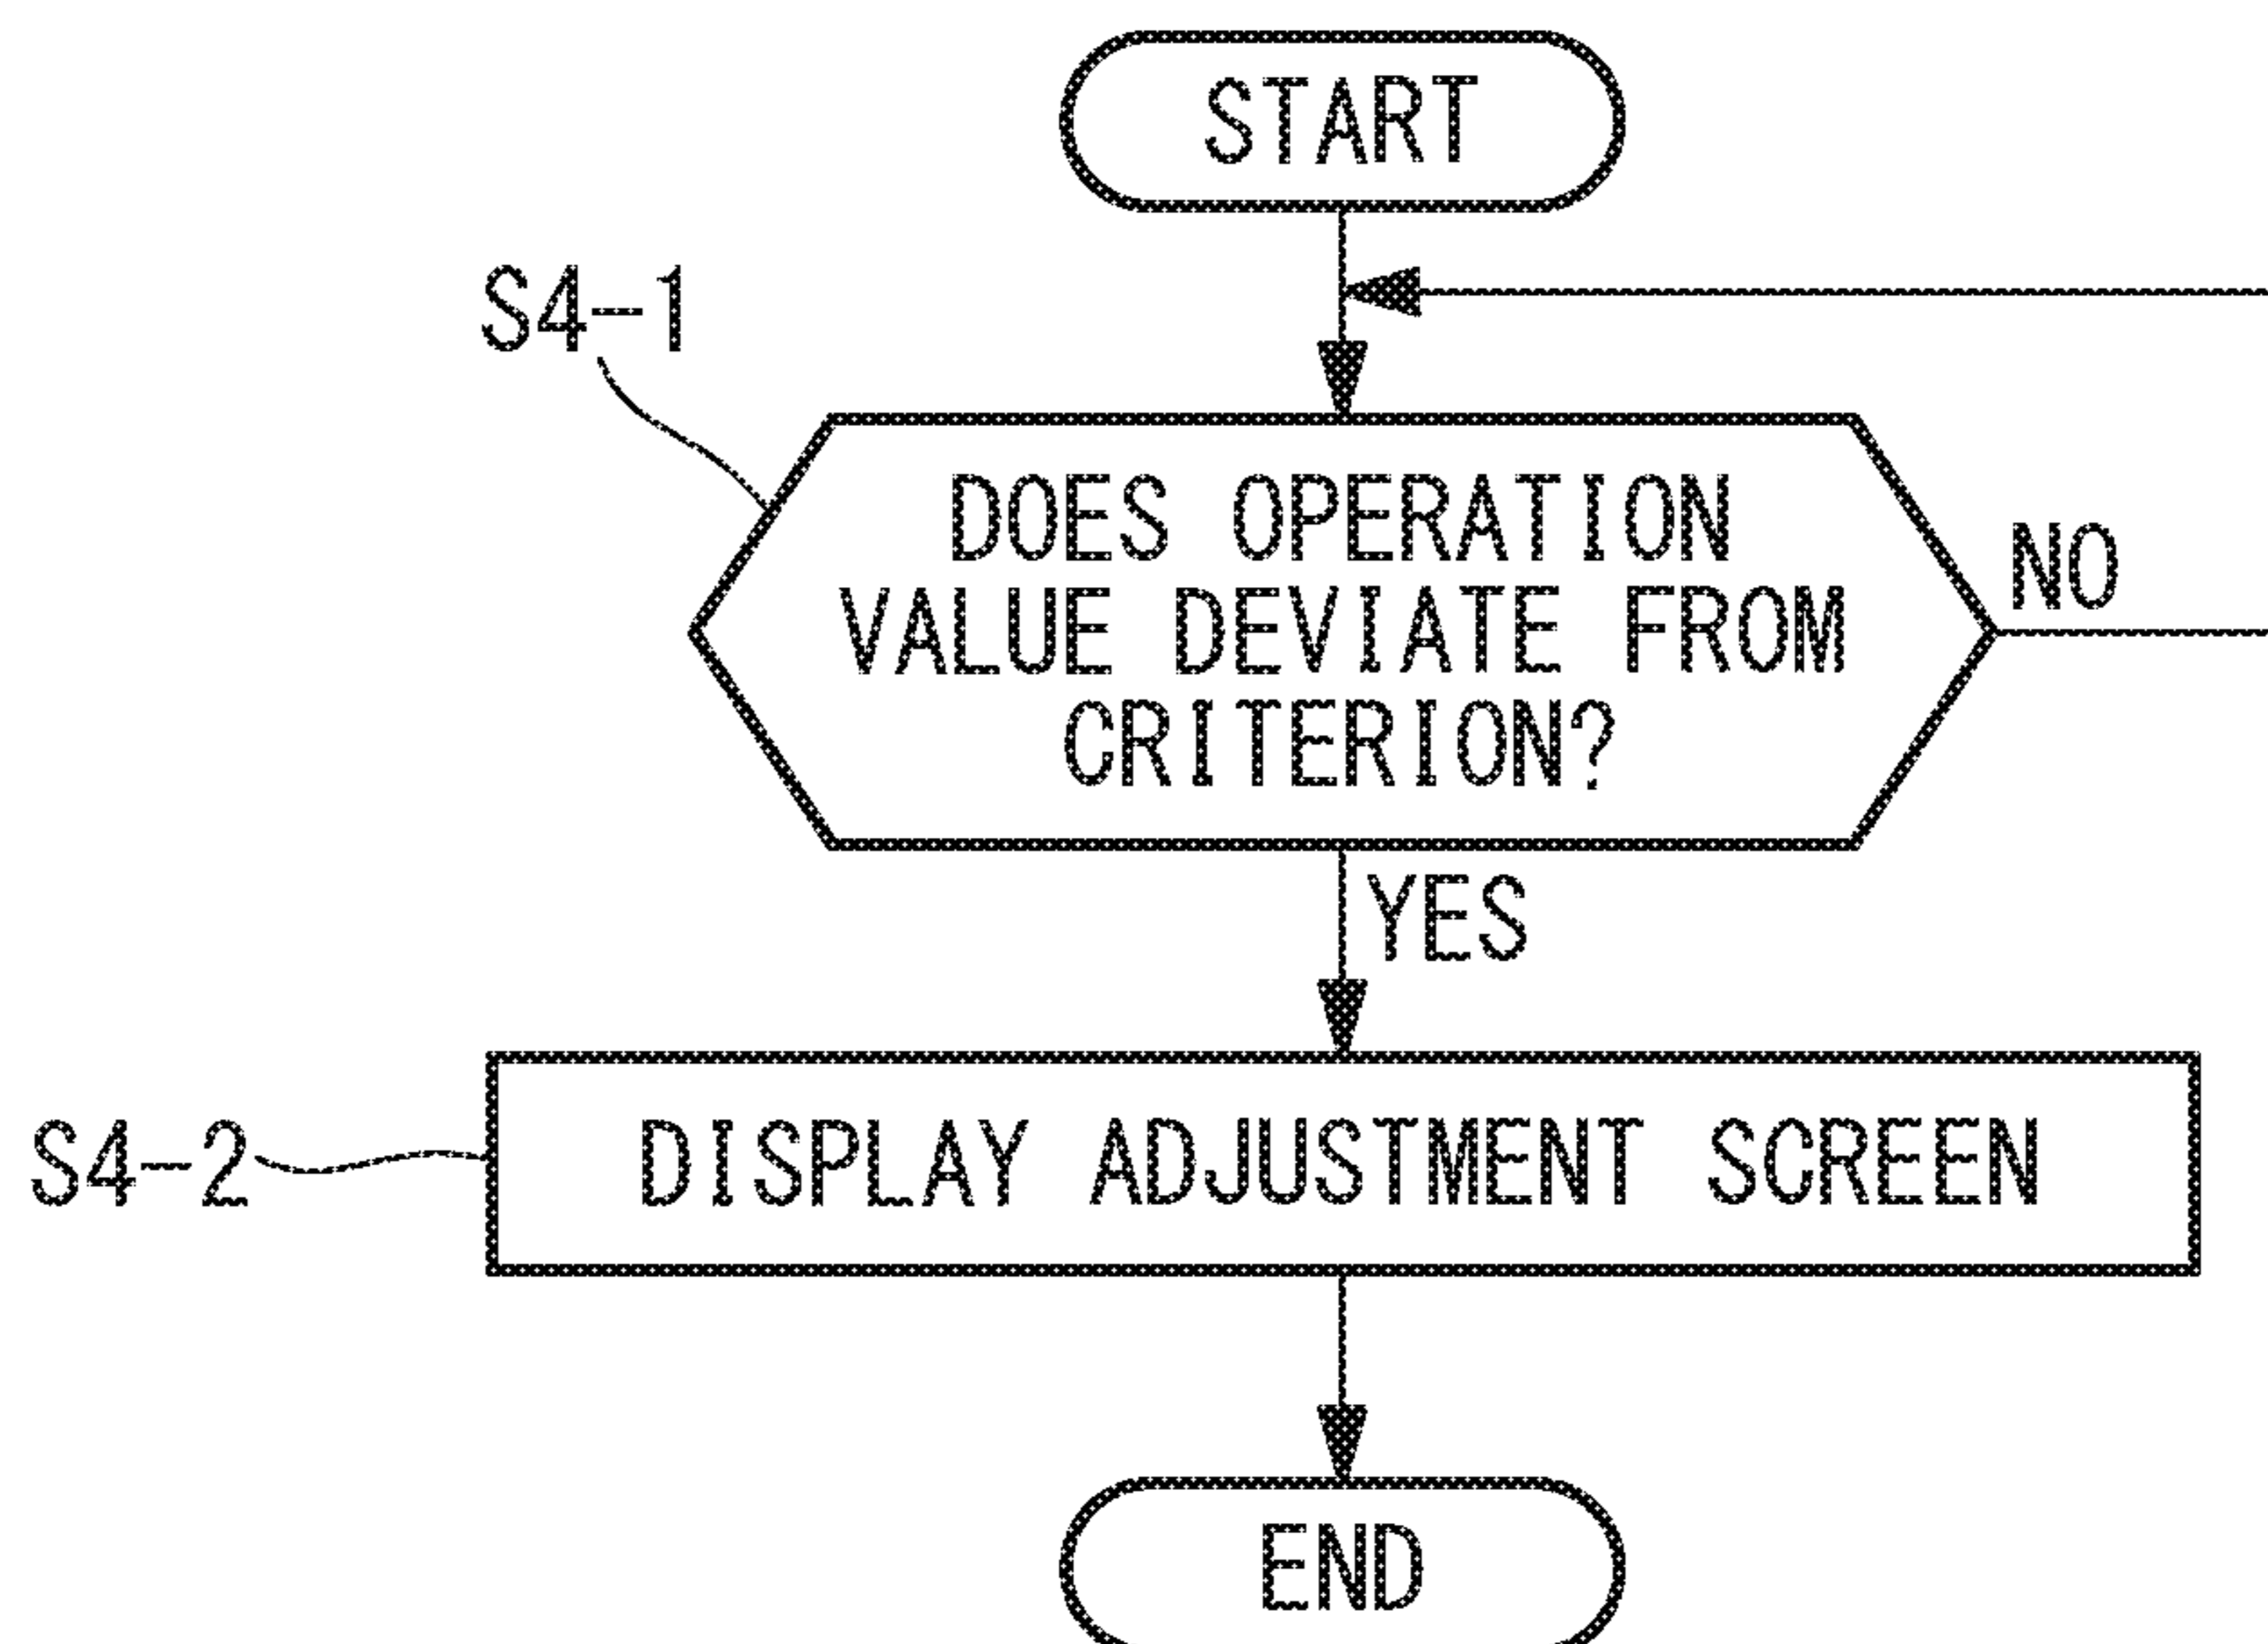 START
S4-1
DOES OPERATION
VALUE DEVIATE FROM
CRITERION?
NO
YES
S4-2
DISPLAY ADJUSTMENT SCREEN
END